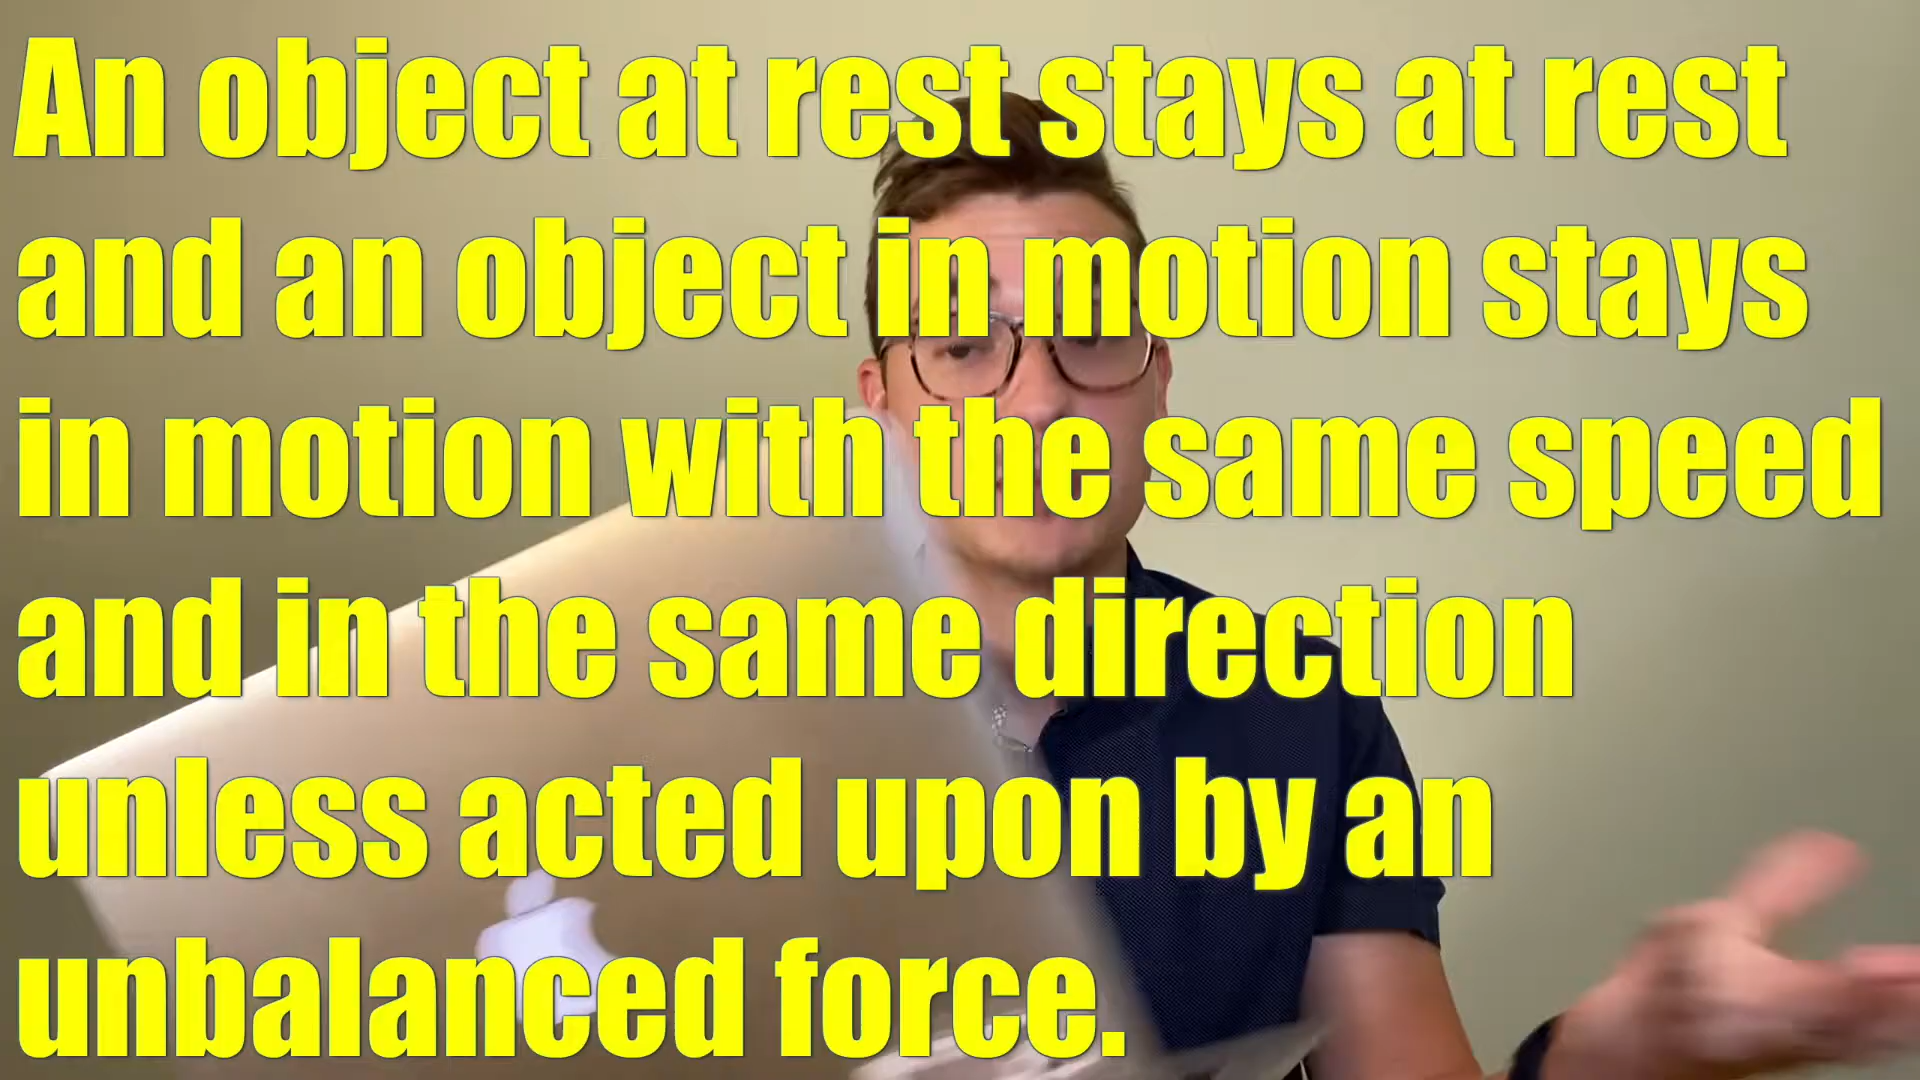 An object at rest stays at rest
and an object in motion stays
in motion with the same speed
and in the same direction
unless acted upon by an
unbalanced force.